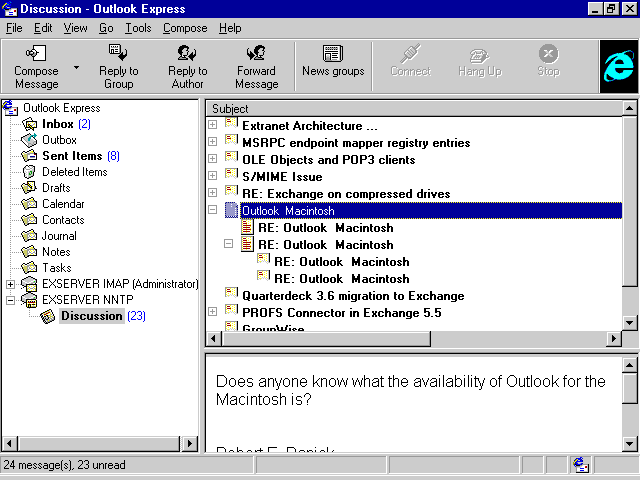 Discussion - Outlook Express
File Edit View Go Tools Compose Help
Compose Message
Reply to Group
Reply to Author
Forward Message
News groups
Connect
Hang Up
Stop
Outlook Express
Inbox (2)
Outbox
Sent Items (8)
Deleted Items
Drafts
Calendar
Contacts
Journal
Notes
Tasks
EXSERVER IMAP (Administrator)
EXSERVER NNTP
Discussion (23)
Subject
Extranet Architecture ...
MSRPC endpoint mapper registry entries
OLE Objects and POP3 clients
S/MIME Issue
RE: Exchange on compressed drives
Outlook Macintosh
RE: Outlook Macintosh
RE: Outlook Macintosh
RE: Outlook Macintosh
RE: Outlook Macintosh
Quarterdeck 3.6 migration to Exchange
PROFS Connector in Exchange 5.5
GroupWise
Does anyone know what the availability of Outlook for the
Macintosh is?
24 message(s), 23 unread